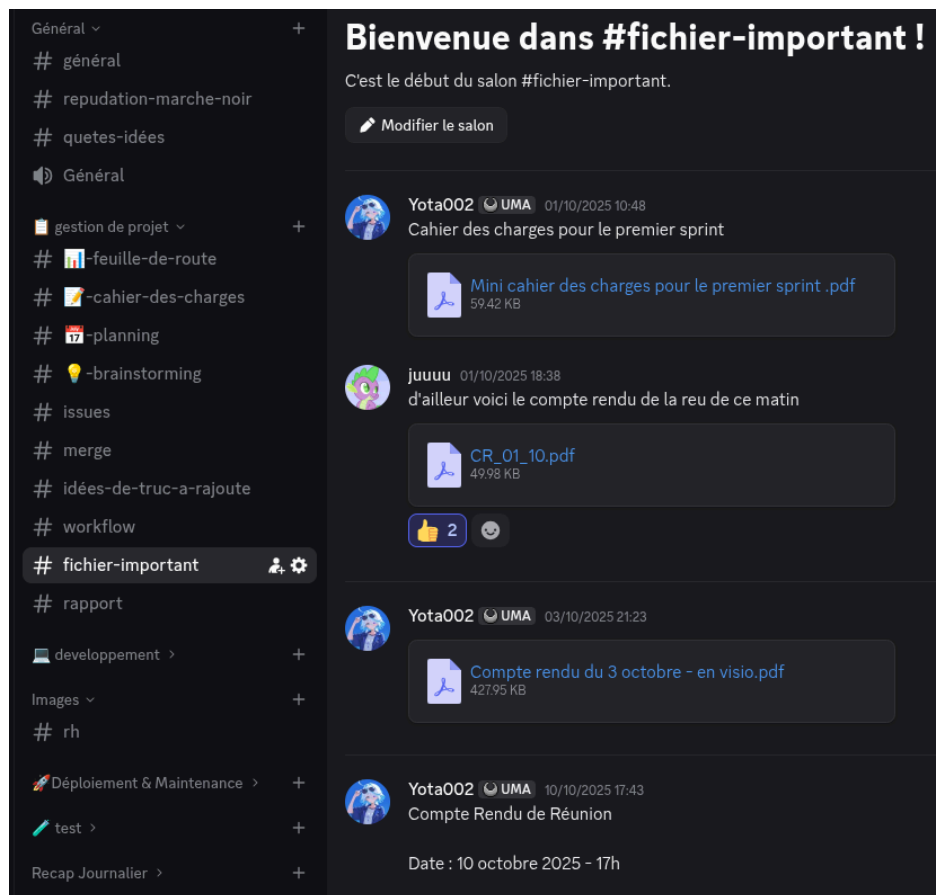 Général
général
repudation-marche-noir
quetes-idées
Général
📋 gestion de projet
📊-feuille-de-route
📝-cahier-des-charges
📅-planning
💡-brainstorming
issues
merge
idées-de-truc-a-rajoute
workflow
fichier-important
rapport
💻 developpement
Images
rh
🚀Déploiement & Maintenance
🧪 test
Recap Journalier
Bienvenue dans #fichier-important !
C'est le début du salon #fichier-important.
Modifier le salon
Yota002 UMA 01/10/2025 10:48
Cahier des charges pour le premier sprint
Mini cahier des charges pour le premier sprint .pdf
59.42 KB
juuuu 01/10/2025 18:38
d'ailleur voici le compte rendu de la reu de ce matin
CR_01_10.pdf
49.98 KB
👍 2
Yota002 UMA 03/10/2025 21:23
Compte rendu du 3 octobre - en visio.pdf
427.95 KB
Yota002 UMA 10/10/2025 17:43
Compte Rendu de Réunion
Date : 10 octobre 2025 - 17h